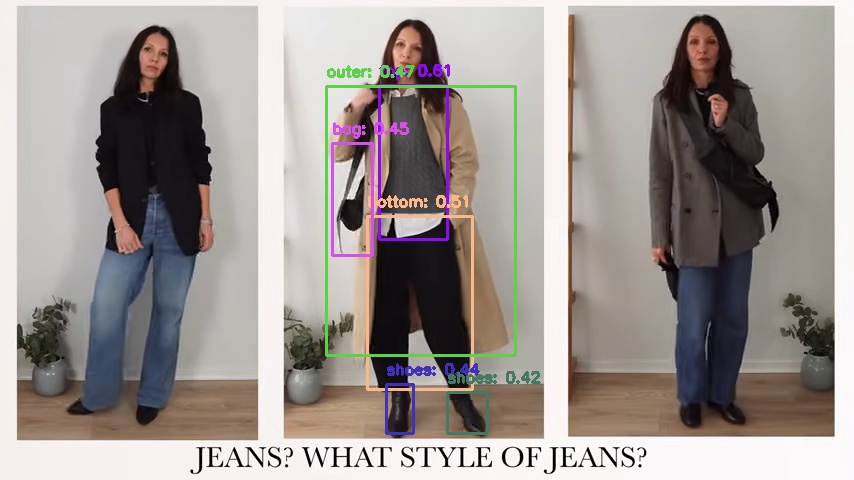 outer: 0.47 0.61
bag: 0.45
bottom: 0.51
shoes: 0.44
shoes: 0.42
JEANS? WHAT STYLE OF JEANS?